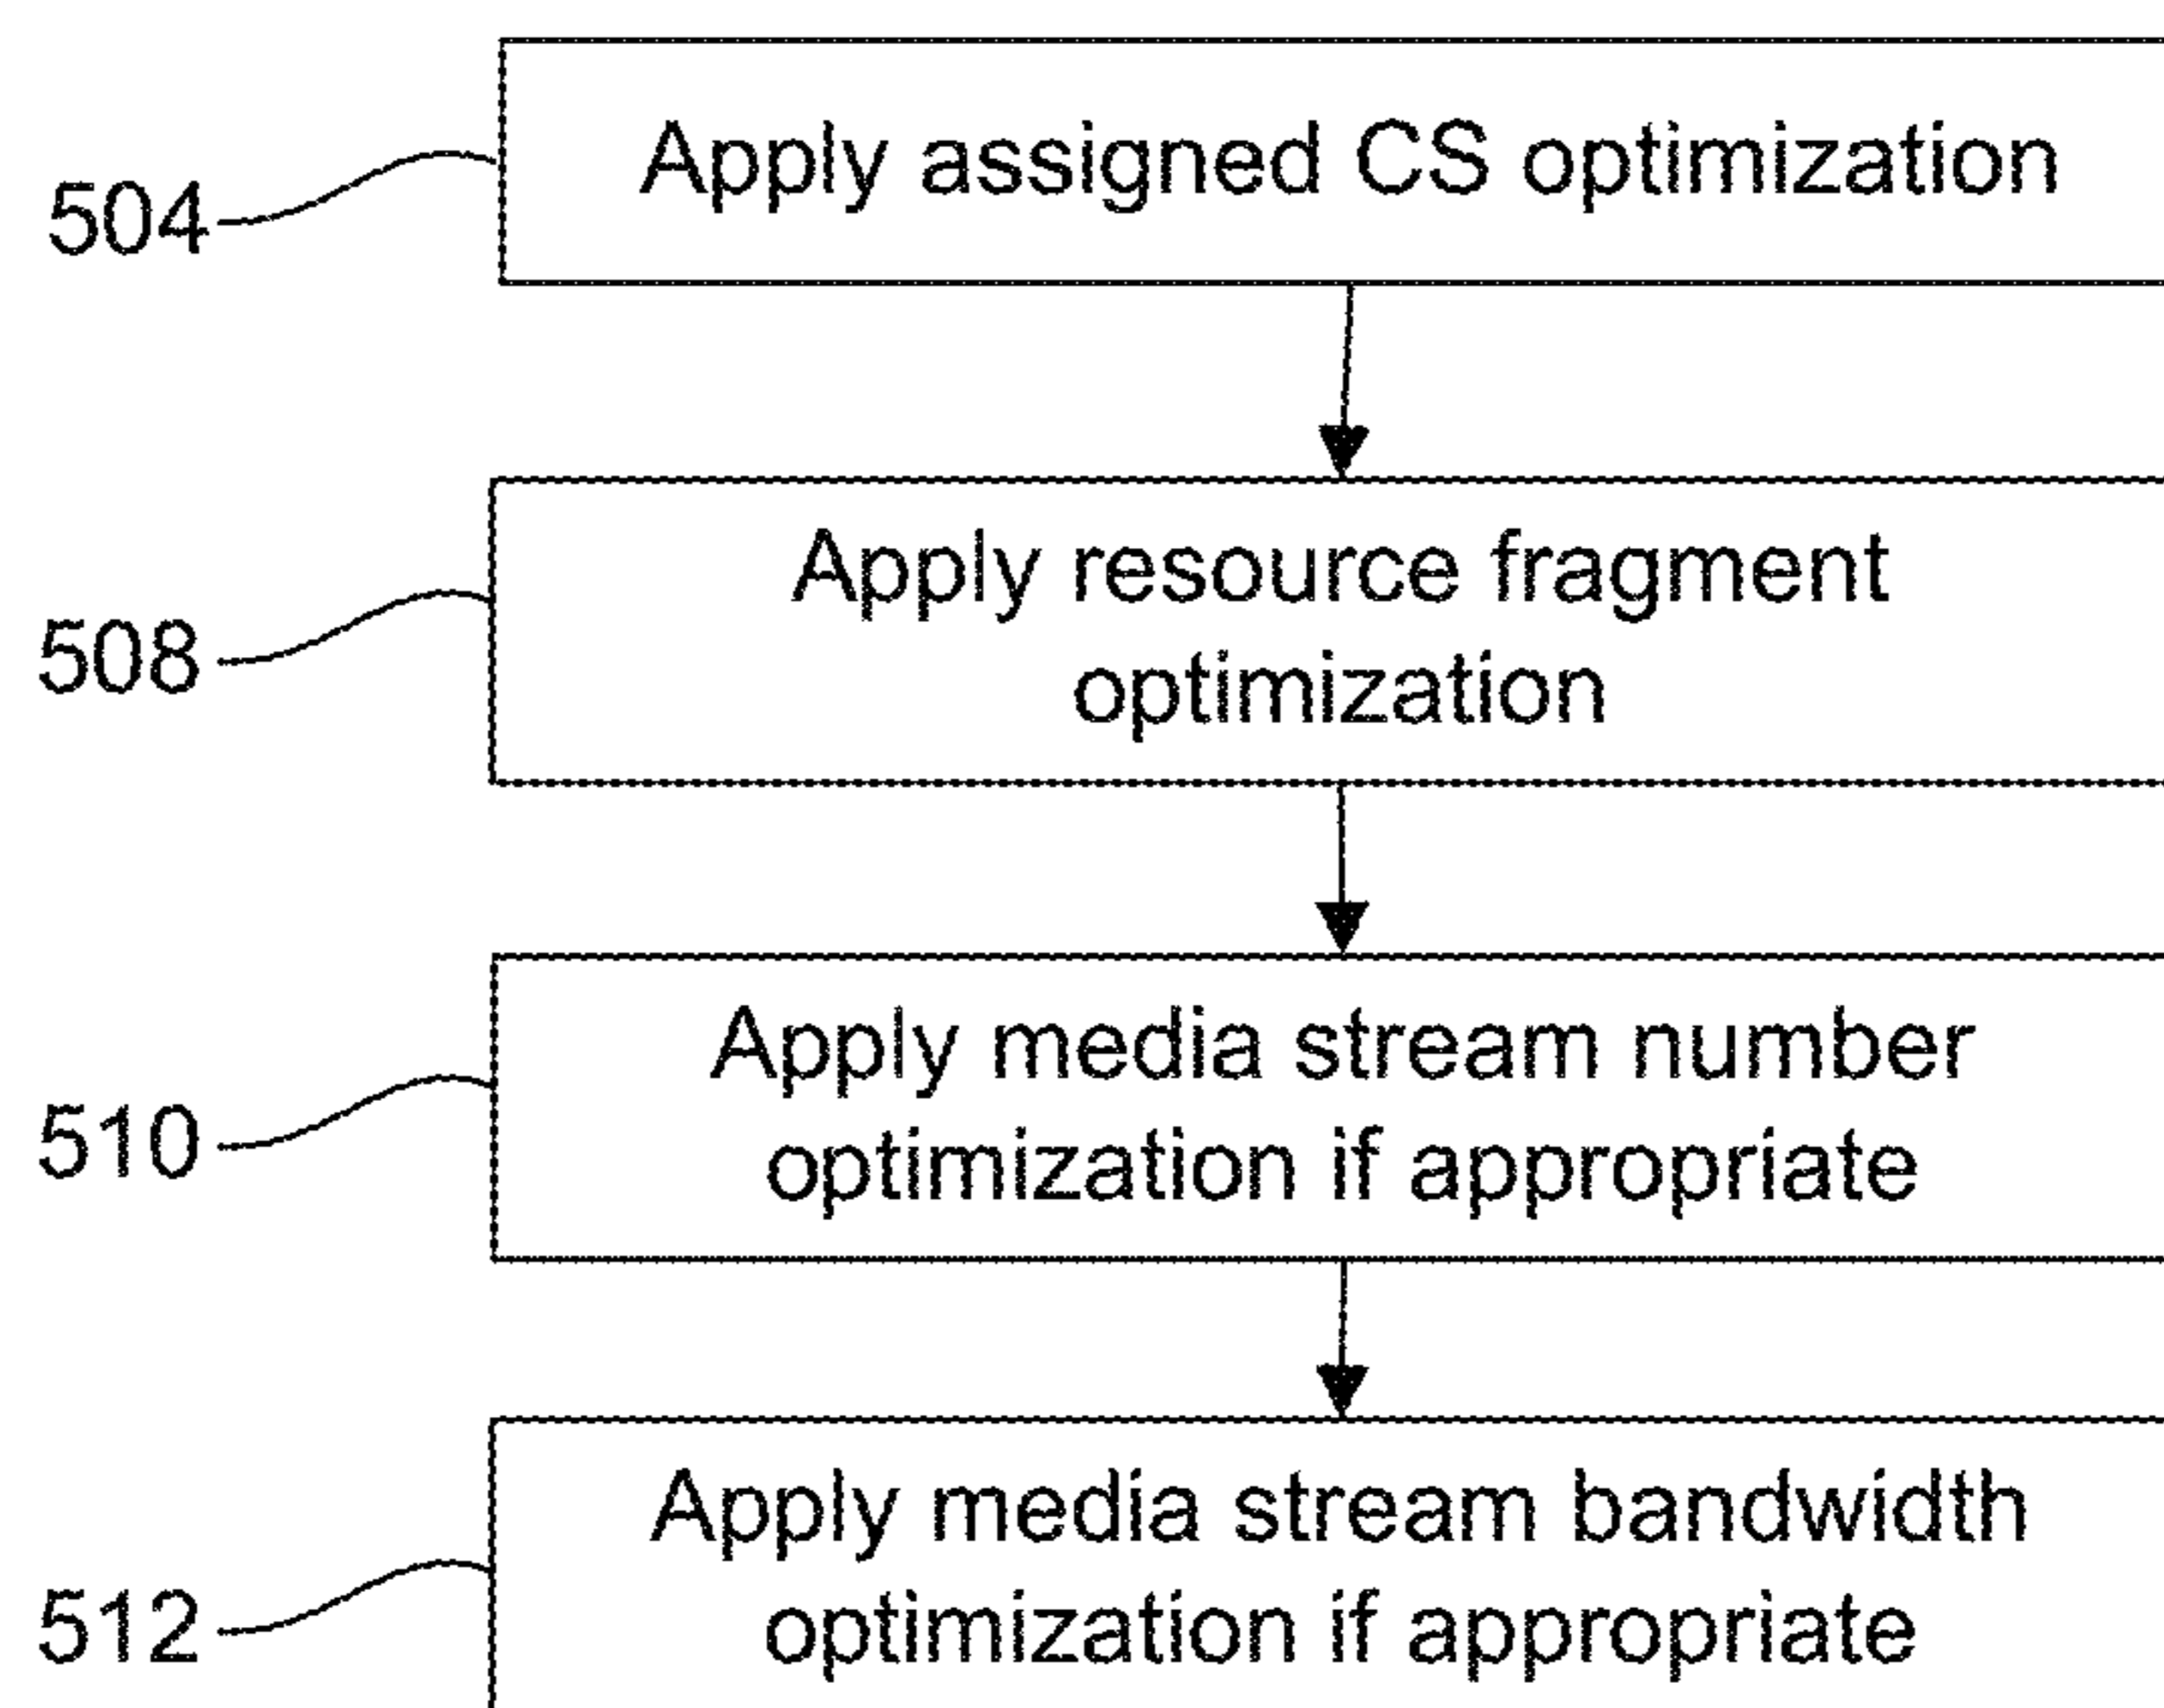 504
Apply assigned CS optimization
508
Apply resource fragment
optimization
510
Apply media stream number
optimization if appropriate
512
Apply media stream bandwidth
optimization if appropriate